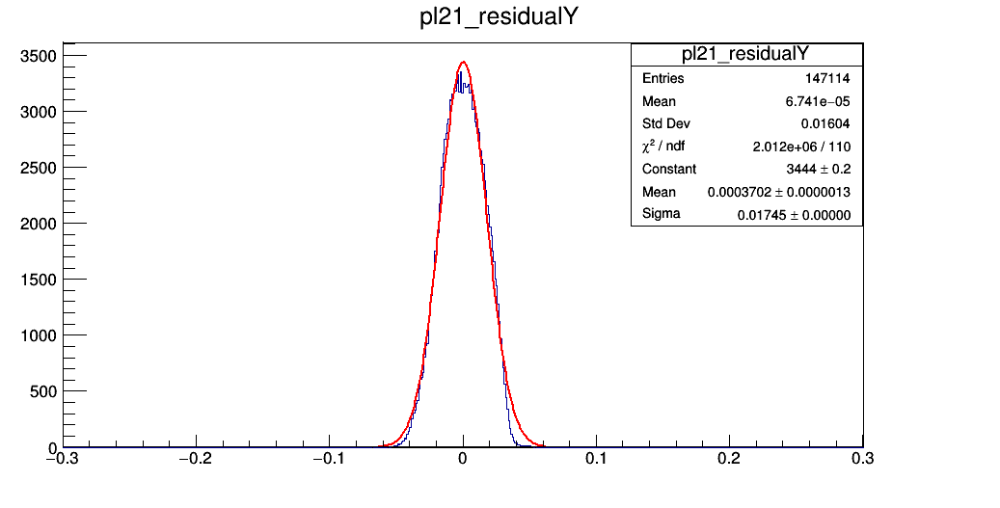 pl21_residualY
pl21_residualY
Entries 147114
Mean 6.741e−05
Std Dev 0.01604
χ² / ndf 2.012e+06 / 110
Constant 3444 ± 0.2
Mean 0.0003702 ± 0.0000013
Sigma 0.01745 ± 0.00000
3500
3000
2500
2000
1500
1000
500
0
−0.3 −0.2 −0.1 0 0.1 0.2 0.3